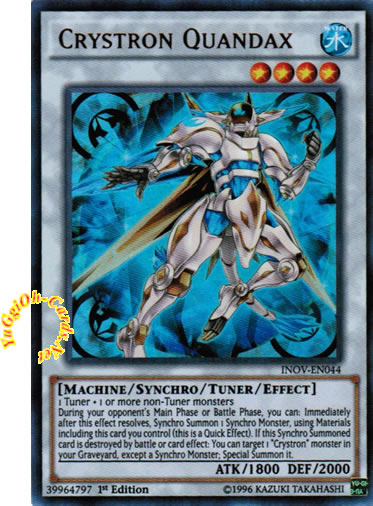 CRYSTRON QUANDAX
WATER
水
YuGiOh-Cards.Net
INOV-EN044
[MACHINE/SYNCHRO/TUNER/EFFECT]
1 Tuner + 1 or more non-Tuner monsters
During your opponent's Main Phase or Battle Phase, you can: Immediately
after this effect resolves, Synchro Summon 1 Synchro Monster, using Materials
including this card you control (this is a Quick Effect). If this Synchro Summoned
card is destroyed by battle or card effect: You can target 1 "Crystron" monster in
your Graveyard, except a Synchro Monster; Special Summon it.
ATK/1800 DEF/2000
39964797 1st Edition ©1996 KAZUKI TAKAHASHI